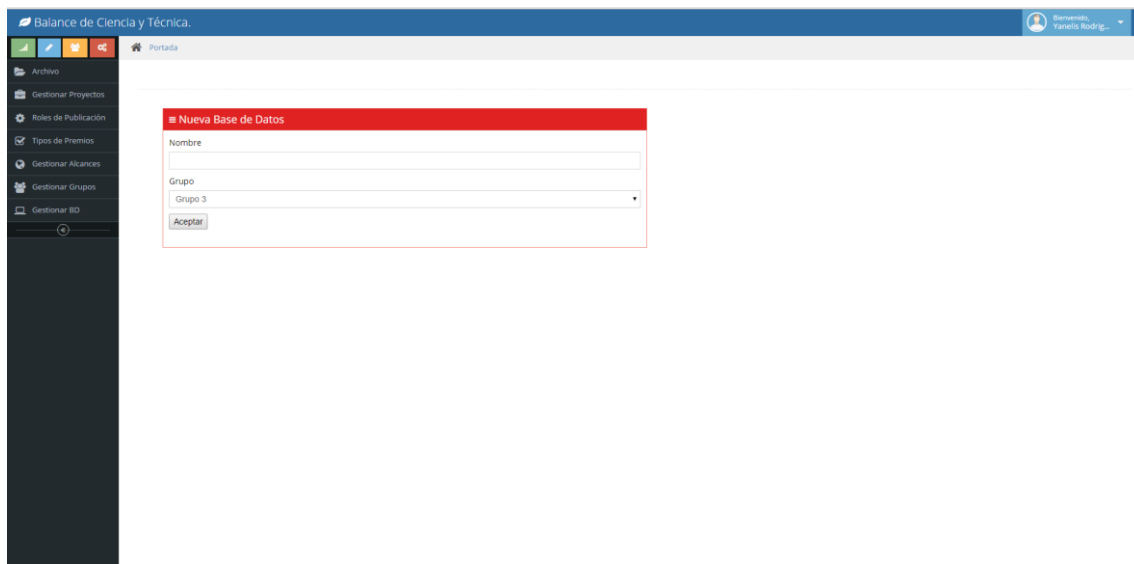 Balance de Ciencia y Técnica.
Bienvenido,
Yanelis Rodrig...
Portada
Archivo
Gestionar Proyectos
Roles de Publicación
Tipos de Premios
Gestionar Alcances
Gestionar Grupos
Gestionar BD
Nueva Base de Datos
Nombre
Grupo
Grupo 3
Aceptar